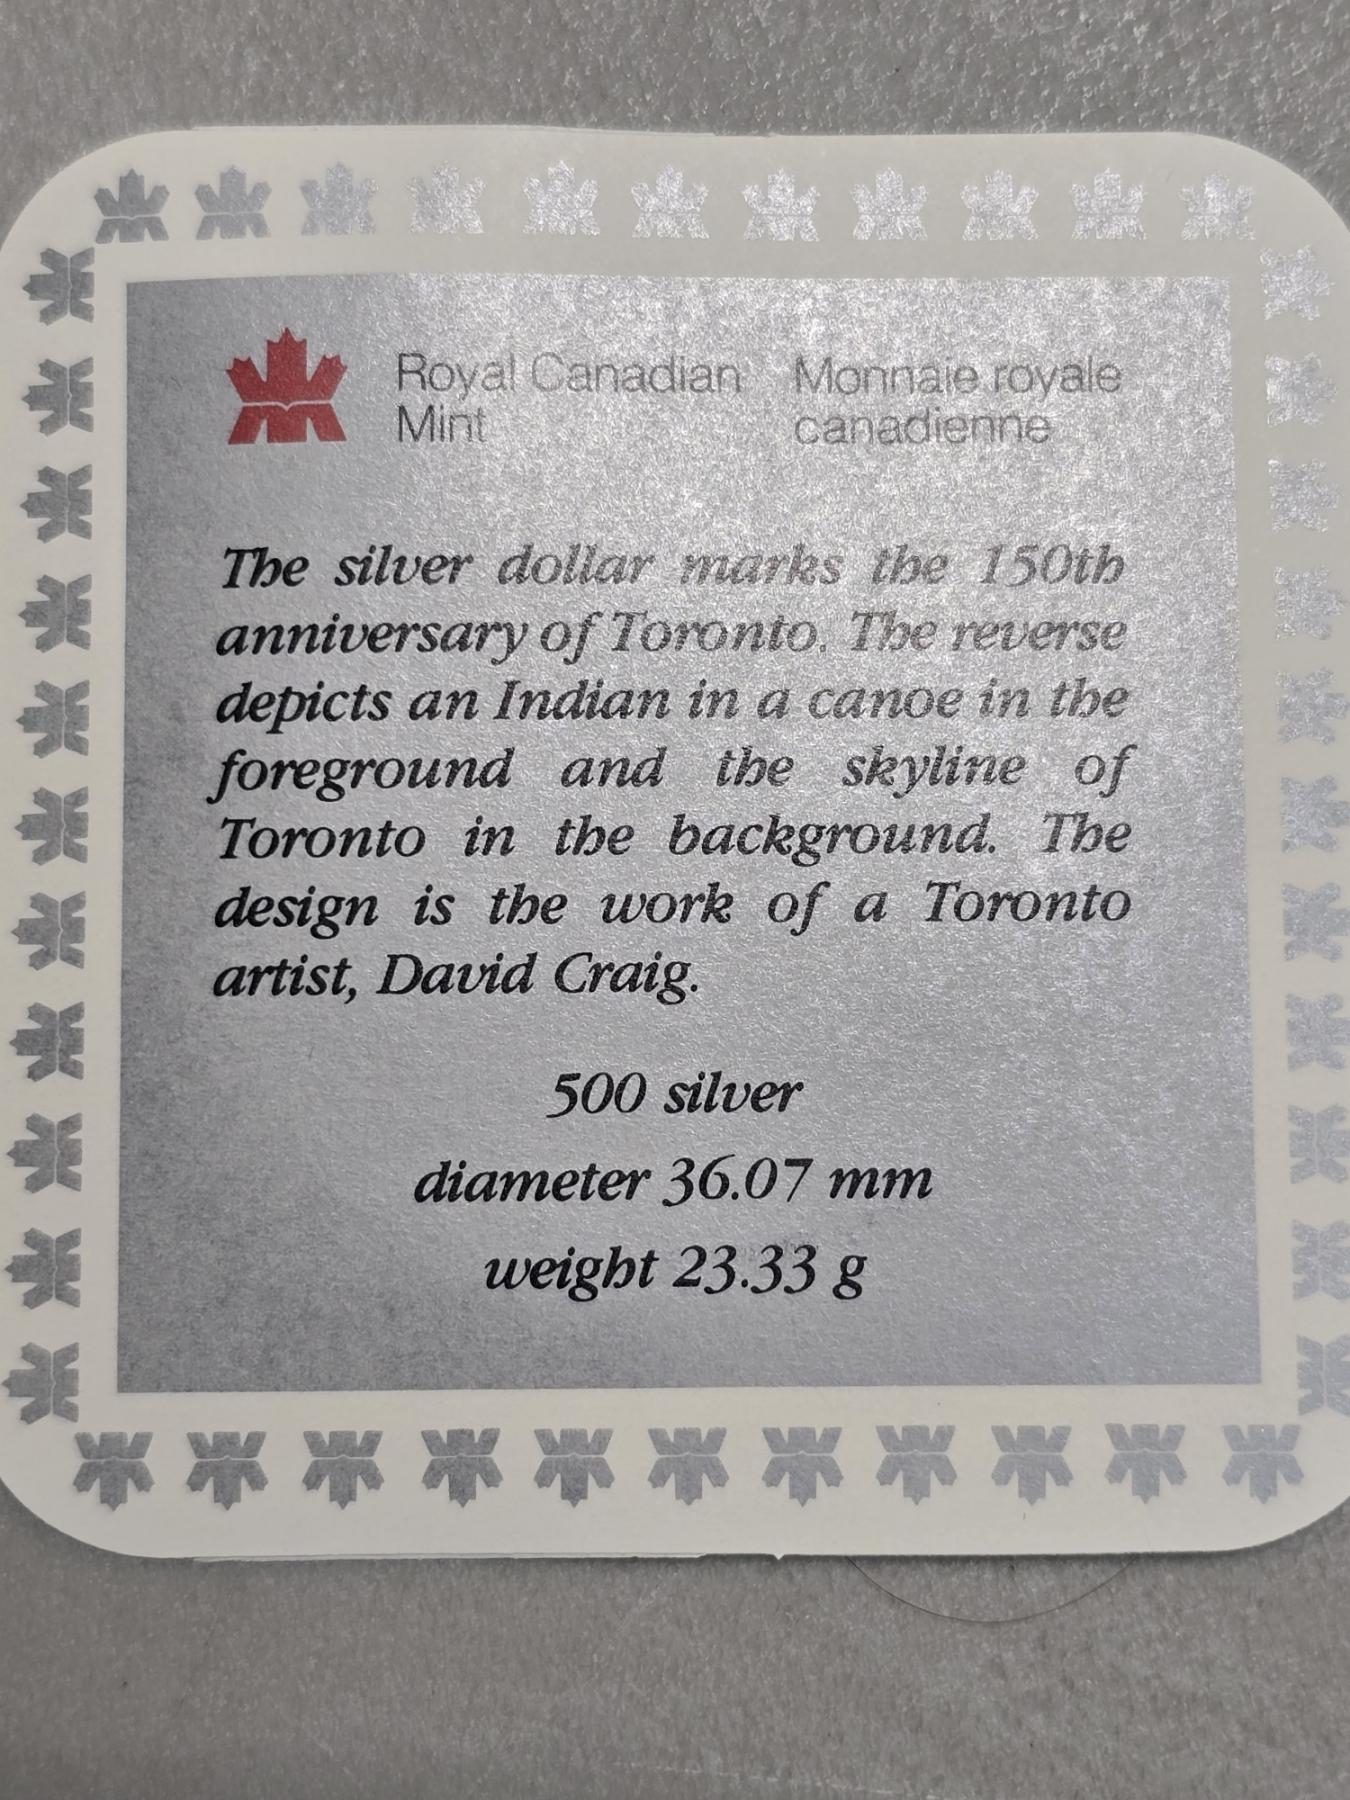 Royal Canadian Mint
Monnaie royale canadienne
The silver dollar marks the 150th
anniversary of Toronto. The reverse
depicts an Indian in a canoe in the
foreground and the skyline of
Toronto in the background. The
design is the work of a Toronto
artist, David Craig.
500 silver
diameter 36.07 mm
weight 23.33 g